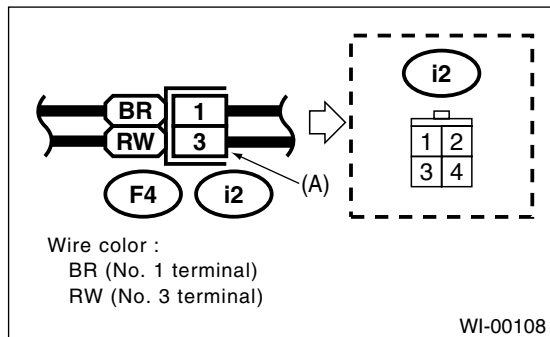 i2
BR 1
RW 3
1 2
3 4
F4 i2 (A)
Wire color :
BR (No. 1 terminal)
RW (No. 3 terminal)
WI-00108